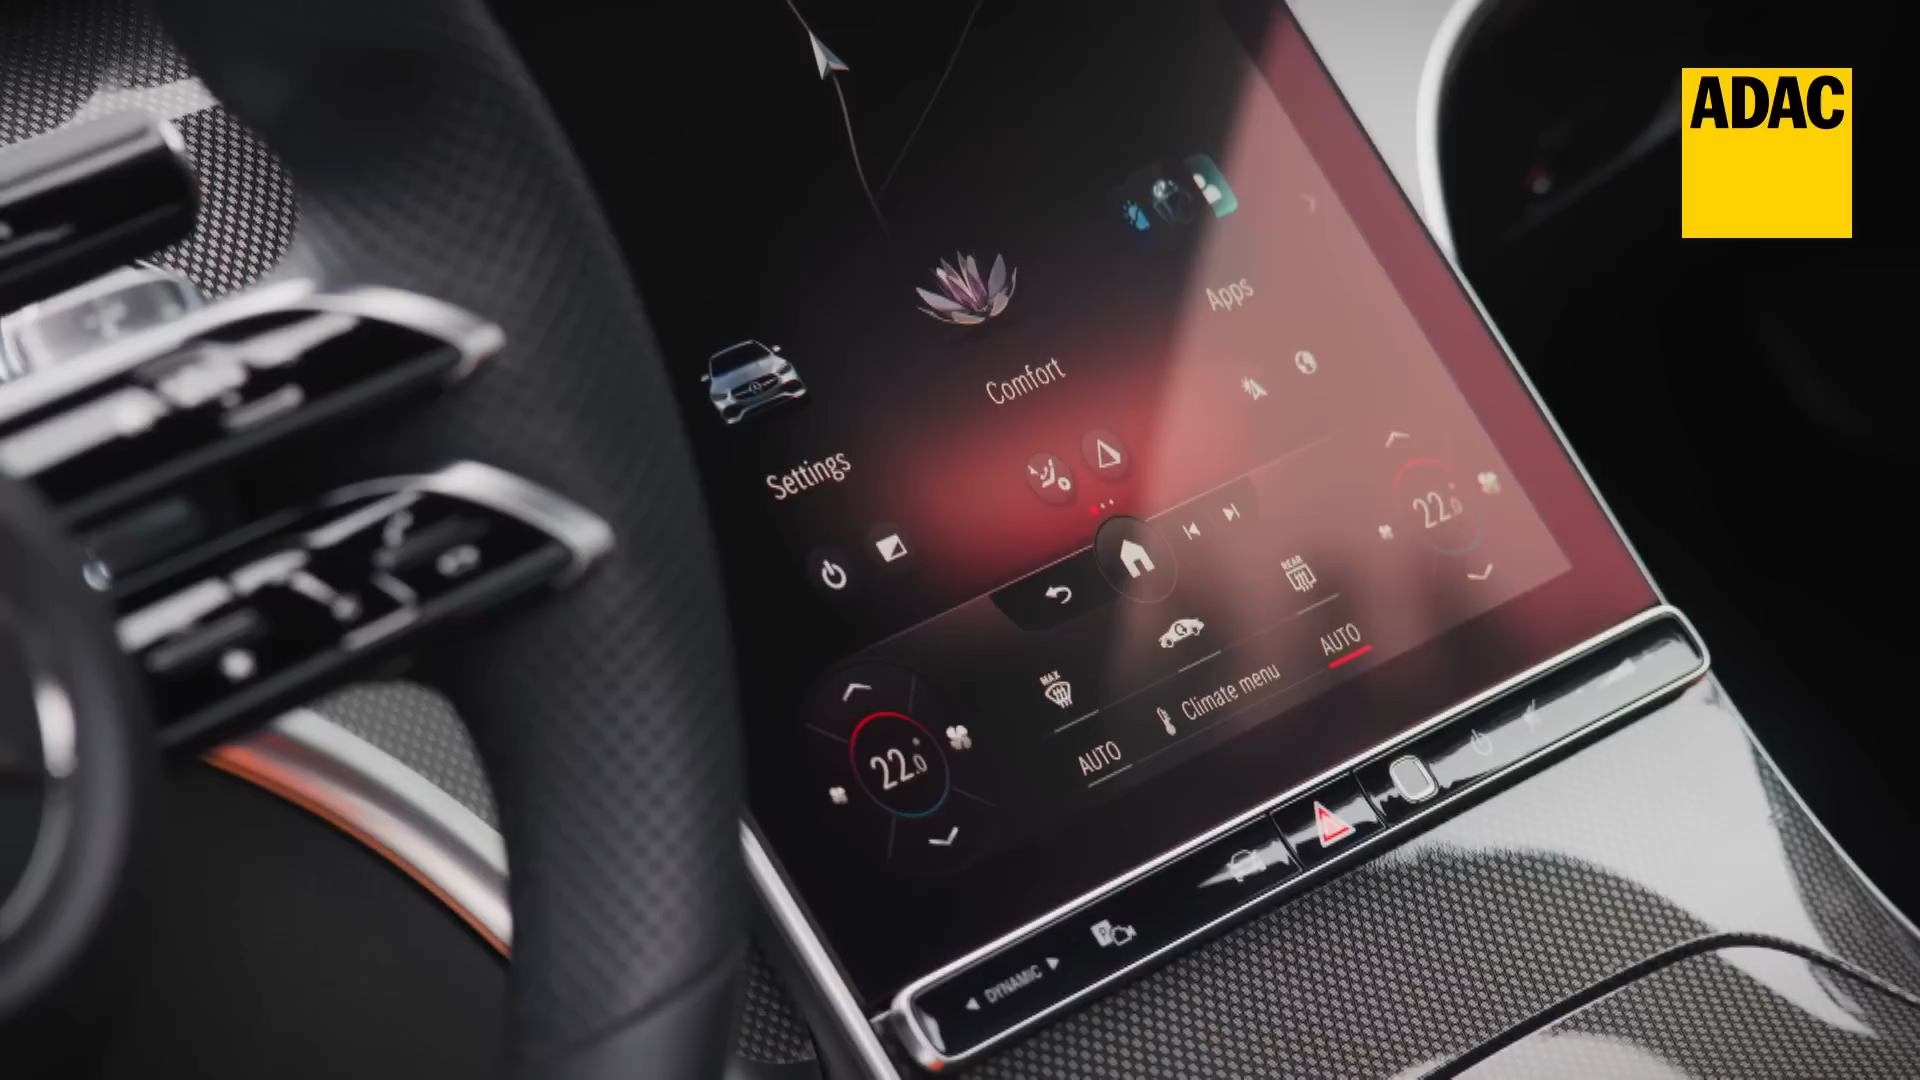 ADAC
Apps
Comfort
Settings
22.0
REAR
MAX
AUTO
Climate menu
AUTO
22.0
DYNAMIC
P